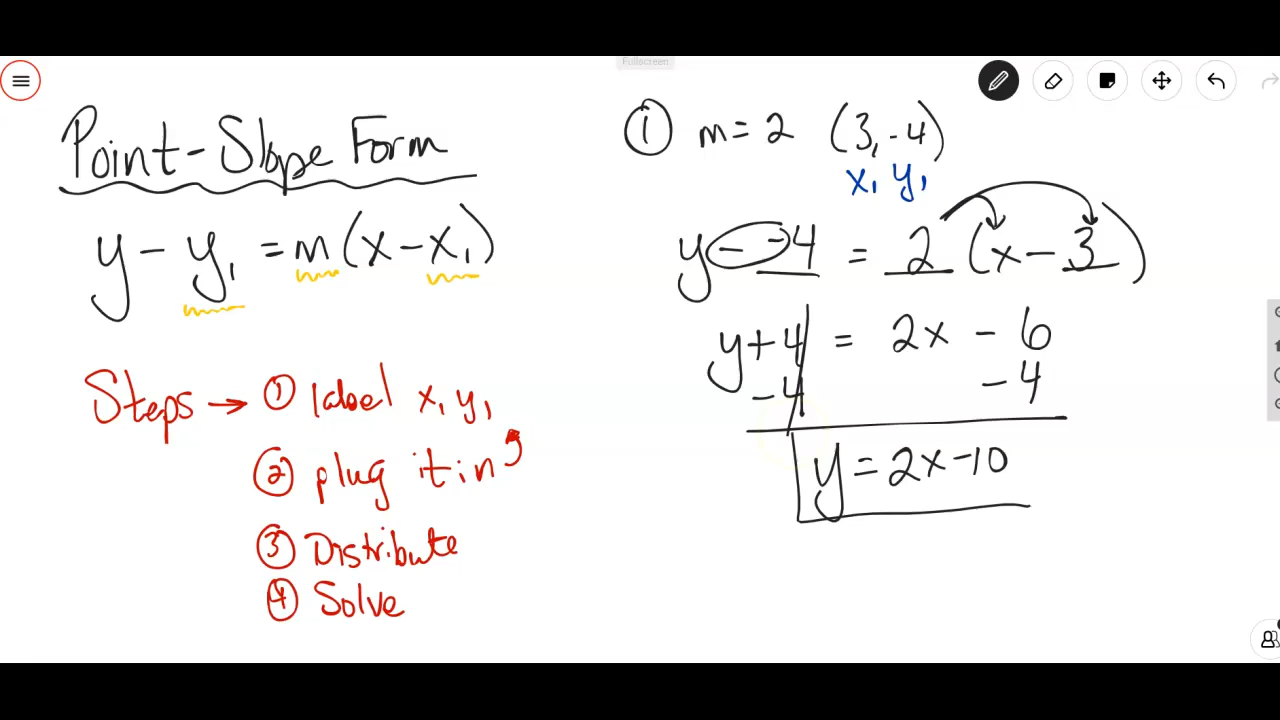 Fullscreen
Point-Slope Form
y - y₁ = m(x - x₁)
Steps → ① label x₁ y₁
② plug it in
③ Distribute
④ Solve
① m = 2 (3, -4)
x₁ y₁
y - -4 = 2 (x - 3)
y + 4 = 2x - 6
-4 - 4
y = 2x - 10